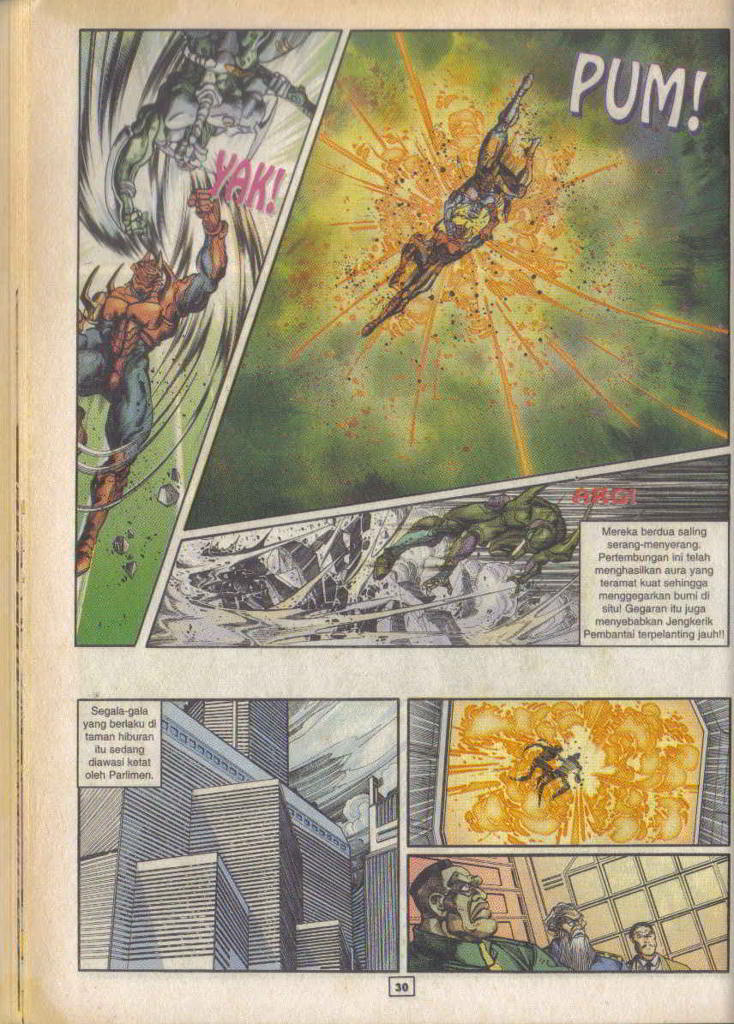 YAK!
PUM!
ARG!
Mereka berdua saling
serang-menyerang.
Pertembungan ini telah
menghasilkan aura yang
teramat kuat sehingga
menggegarkan bumi di
situ! Gegaran itu juga
menyebabkan Jengkerik
Pembantai terpelanting jauh!!
Segala-gala
yang berlaku di
taman hiburan
itu sedang
diawasi ketat
oleh Parlimen.
30